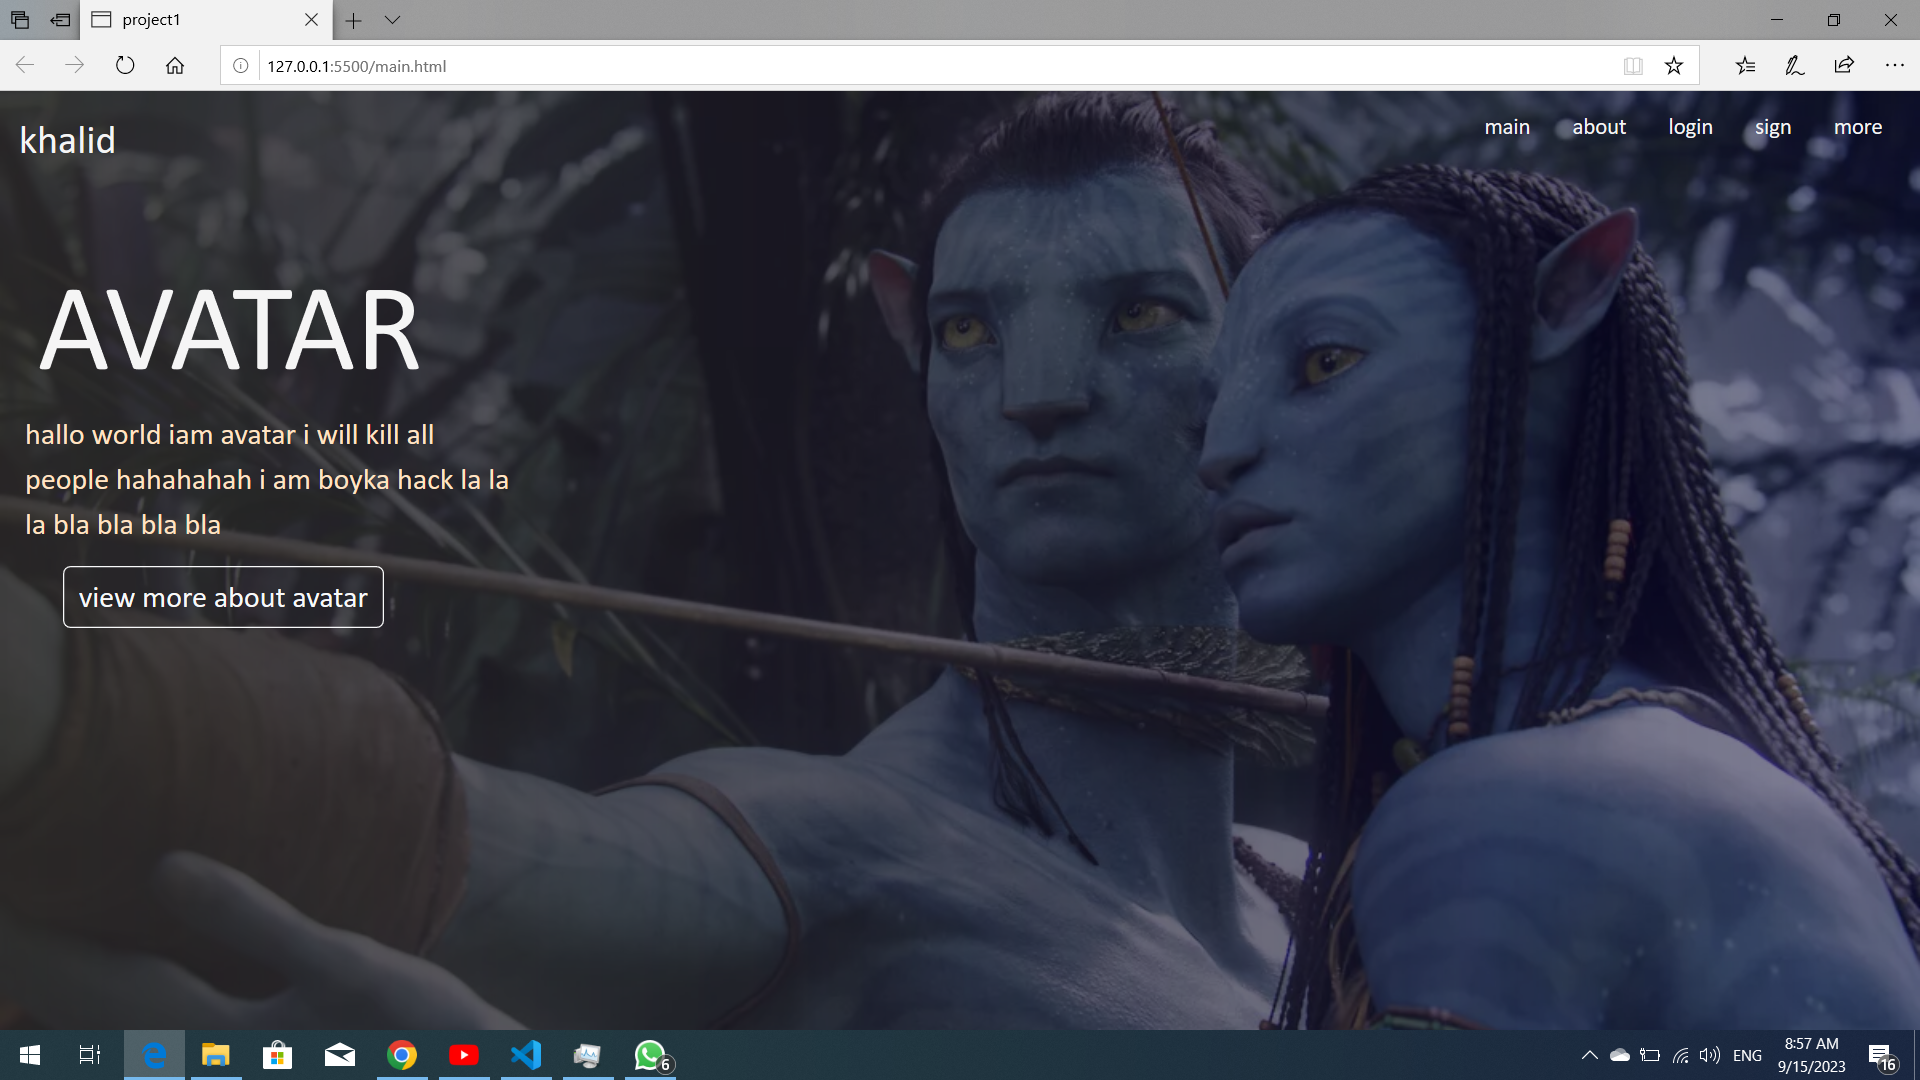 project1
127.0.0.1:5500/main.html
khalid
main about login sign more
AVATAR
hallo world iam avatar i will kill all
people hahahahah i am boyka hack la la
la bla bla bla bla
view more about avatar
6
ENG
8:57 AM
9/15/2023
16